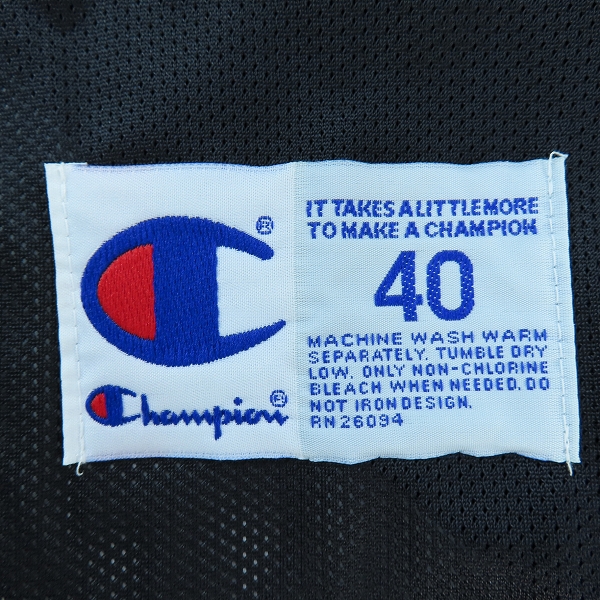 ®
Champion®
IT TAKES A LITTLE MORE
TO MAKE A CHAMPION
40
MACHINE WASH WARM
SEPARATELY. TUMBLE DRY
LOW. ONLY NON-CHLORINE
BLEACH WHEN NEEDED. DO
NOT IRON DESIGN.
RN 26094